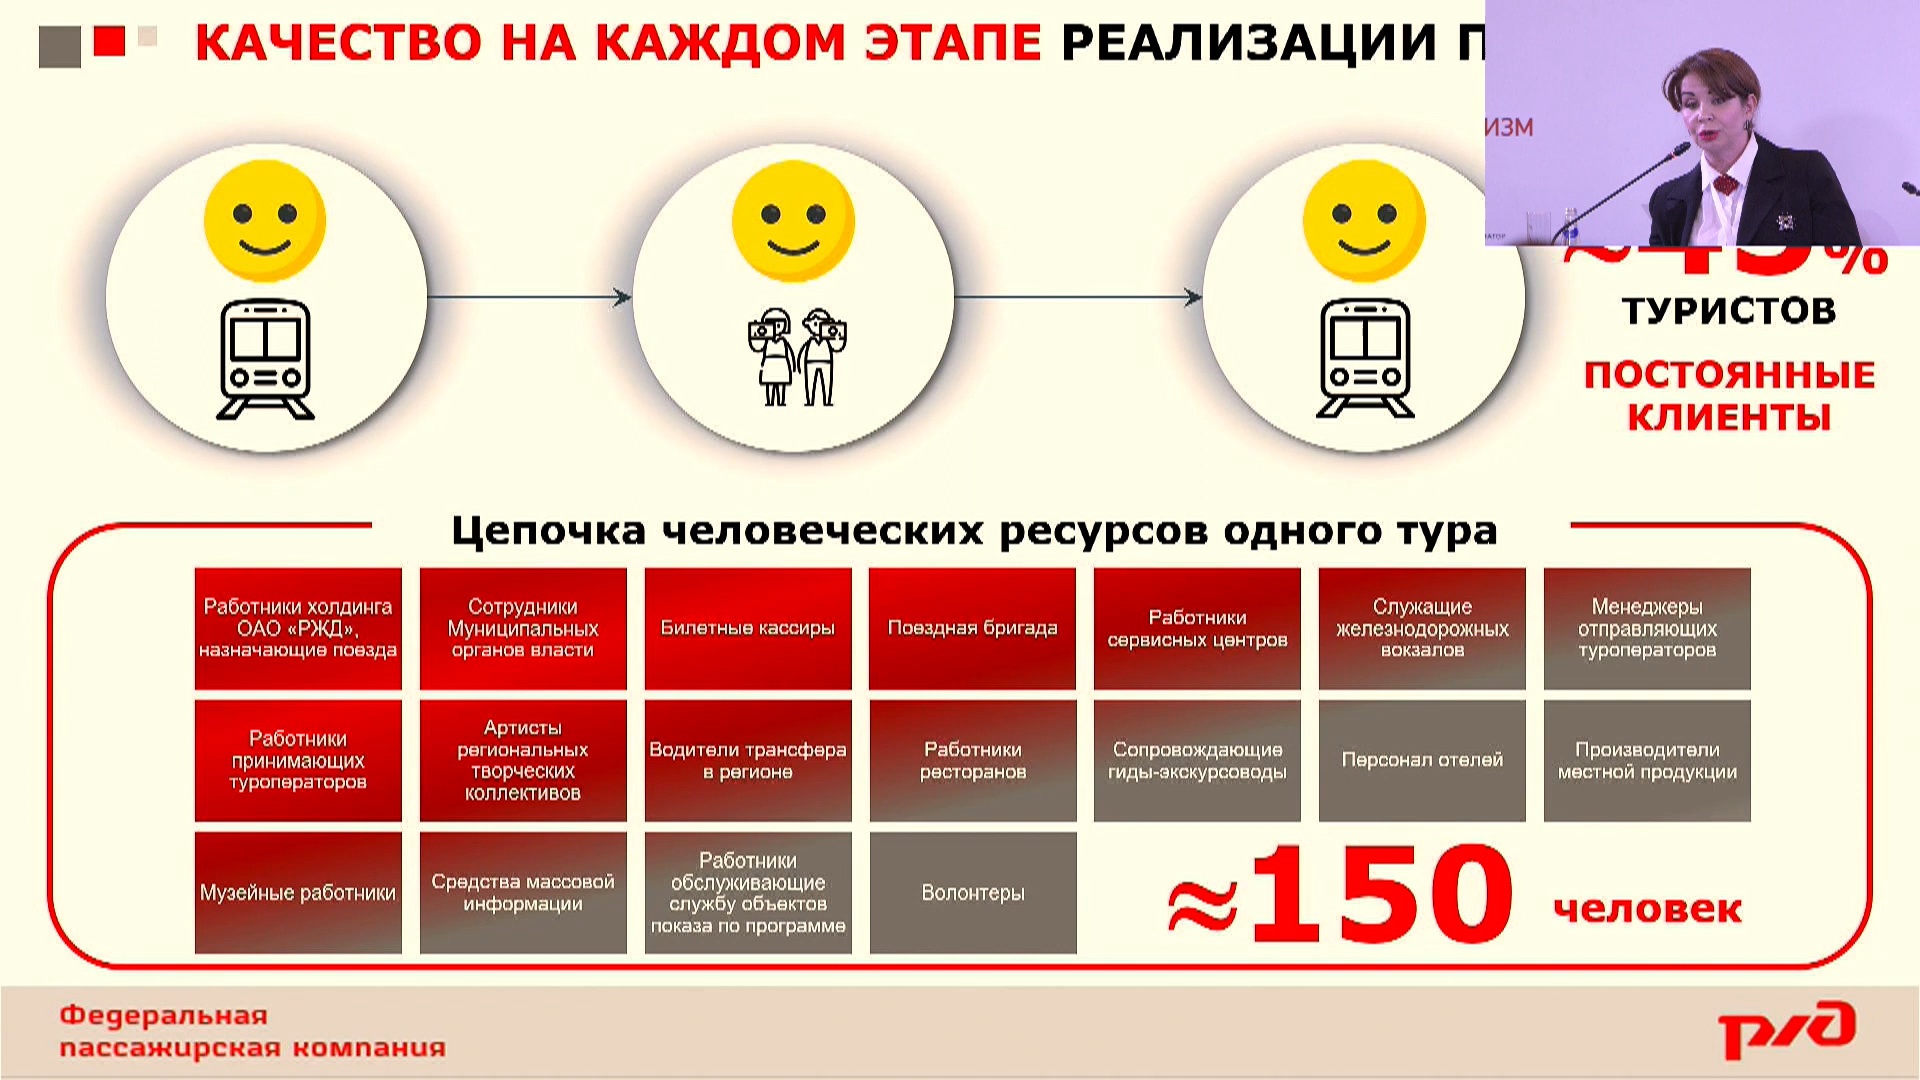 КАЧЕСТВО НА КАЖДОМ ЭТАПЕ РЕАЛИЗАЦИИ
ИЗМ
%
ТУРИСТОВ
ПОСТОЯННЫЕ
КЛИЕНТЫ
Цепочка человеческих ресурсов одного тура
Работники холдинга
ОАО «РЖД»,
назначающие поезда
Сотрудники
Муниципальных
органов власти
Билетные кассиры
Поездная бригада
Работники
сервисных центров
Служащие
железнодорожных
вокзалов
Менеджеры
отправляющих
туроператоров
Работники
принимающих
туроператоров
Артисты
региональных
творческих
коллективов
Водители трансфера
в регионе
Работники
ресторанов
Сопровождающие
гиды-экскурсоводы
Персонал отелей
Производители
местной продукции
Музейные работники
Средства массовой
информации
Работники
обслуживающие
службу объектов
показа по программе
Волонтеры
≈150 человек
Федеральная
пассажирская компания
ржд